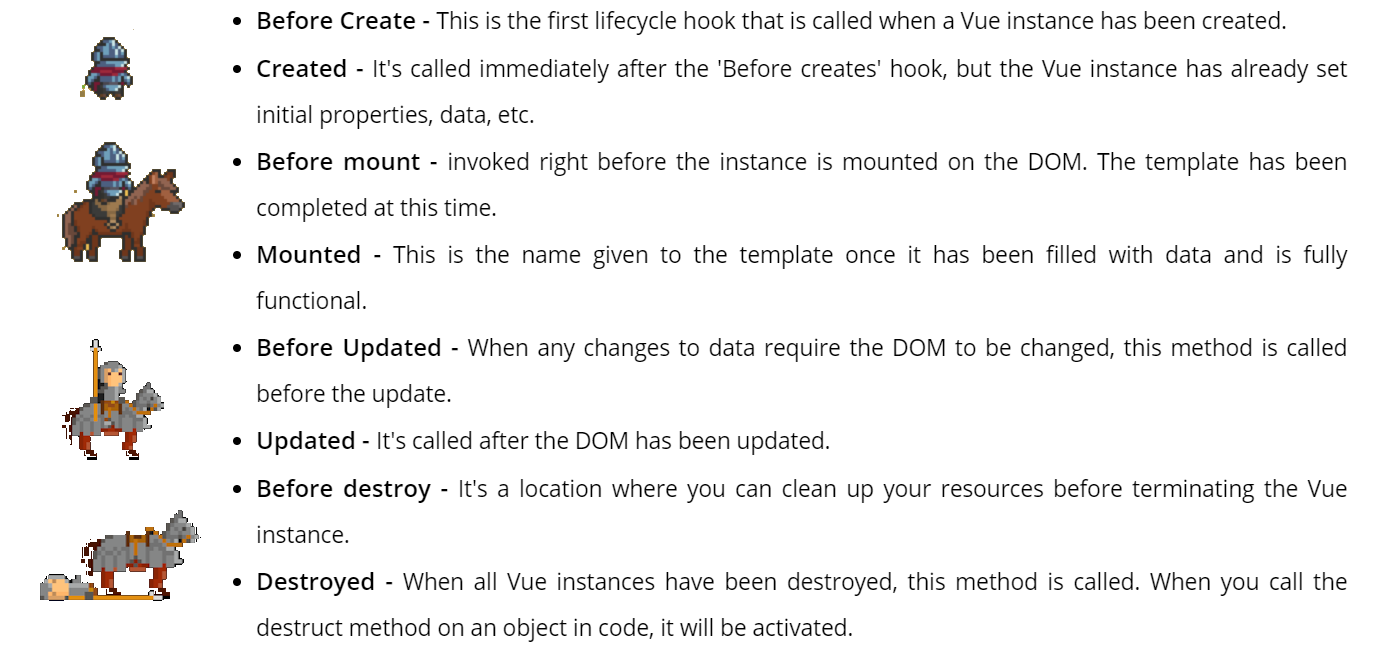 • Before Create - This is the first lifecycle hook that is called when a Vue instance has been created.
• Created - It's called immediately after the 'Before creates' hook, but the Vue instance has already set
initial properties, data, etc.
• Before mount - invoked right before the instance is mounted on the DOM. The template has been
completed at this time.
• Mounted - This is the name given to the template once it has been filled with data and is fully
functional.
• Before Updated - When any changes to data require the DOM to be changed, this method is called
before the update.
• Updated - It's called after the DOM has been updated.
• Before destroy - It's a location where you can clean up your resources before terminating the Vue
instance.
• Destroyed - When all Vue instances have been destroyed, this method is called. When you call the
destruct method on an object in code, it will be activated.